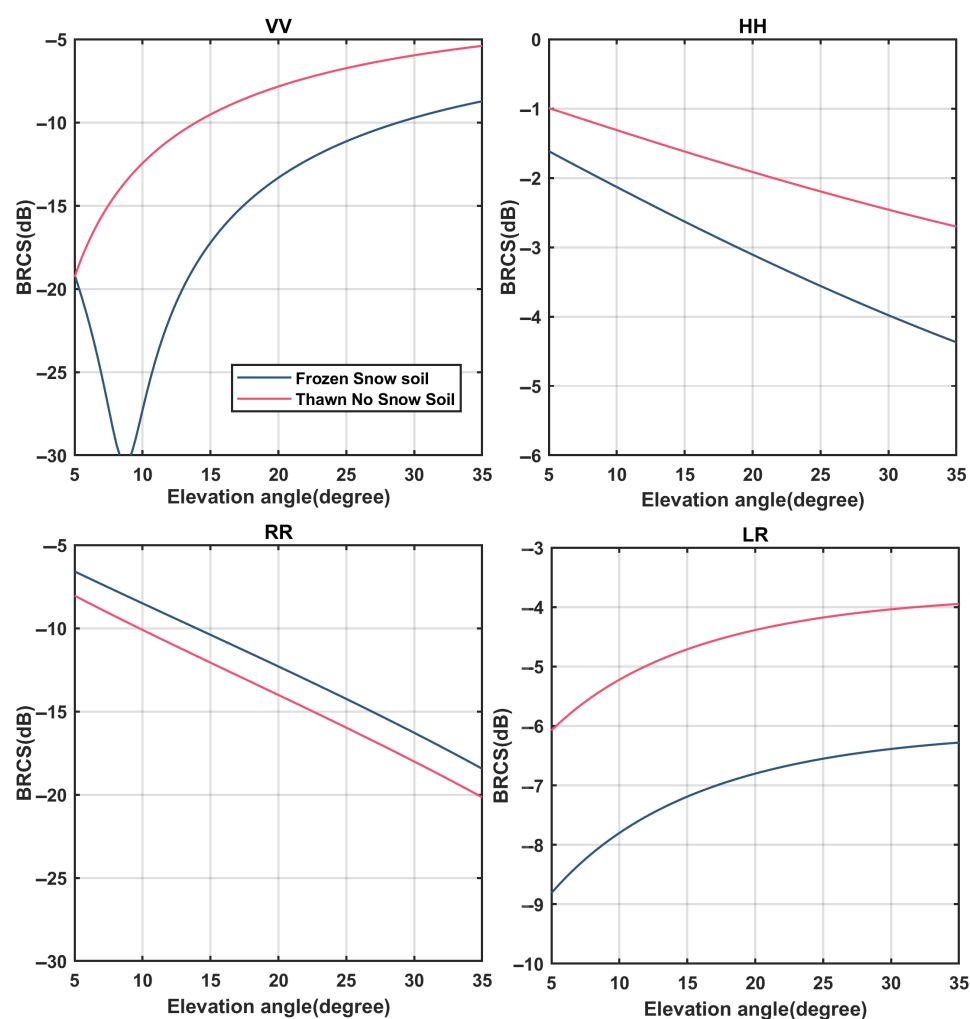 VV
–5
–10
–15
–20
–25
–30
BRCS(dB)
Frozen Snow soil
Thawn No Snow Soil
5 10 15 20 25 30 35
Elevation angle(degree)
HH
0
–1
–2
–3
–4
–5
–6
BRCS(dB)
5 10 15 20 25 30 35
Elevation angle(degree)
RR
–5
–10
–15
–20
–25
–30
BRCS(dB)
5 10 15 20 25 30 35
Elevation angle(degree)
LR
–-3
–-4
–-5
–-6
–-7
–-8
–-9
–10
BRCS(dB)
5 10 15 20 25 30 35
Elevation angle(degree)